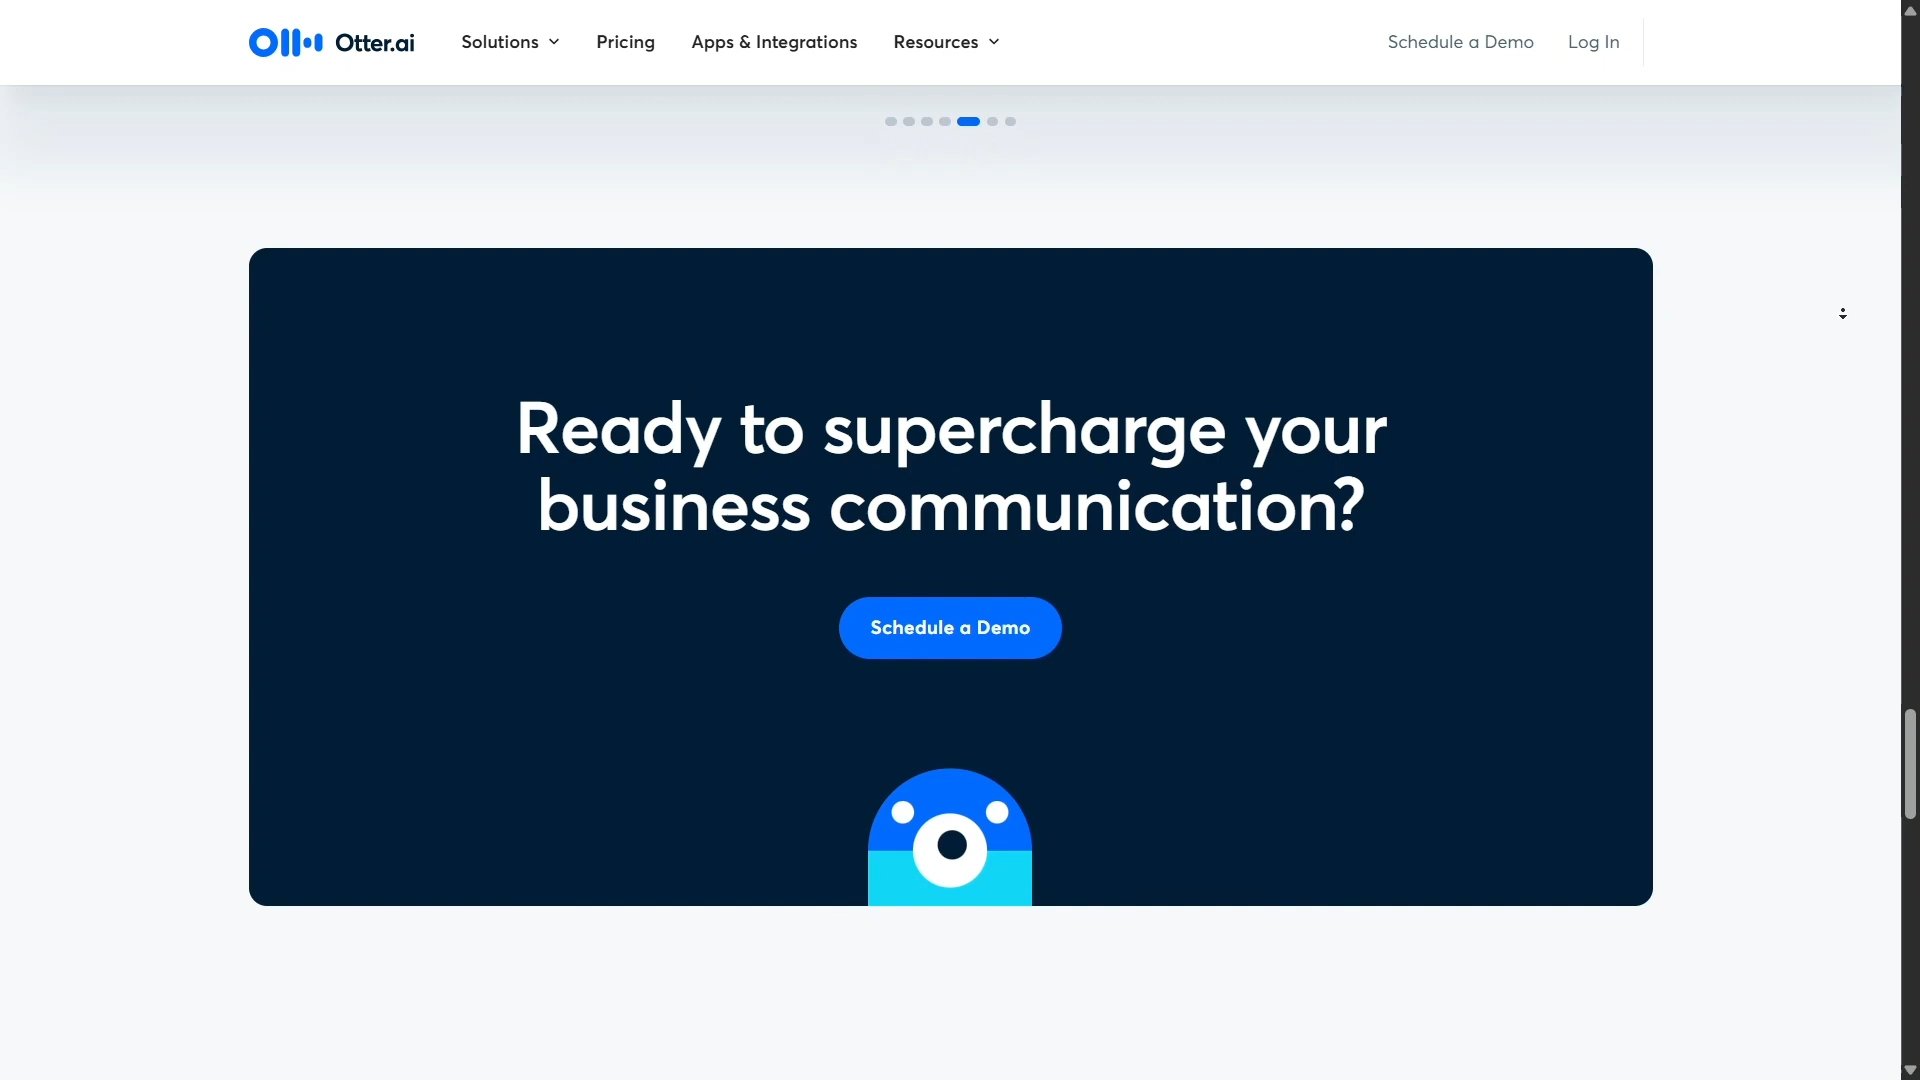 Otter.ai
Solutions
Pricing
Apps & Integrations
Resources
Schedule a Demo
Log In
Ready to supercharge your
business communication?
Schedule a Demo